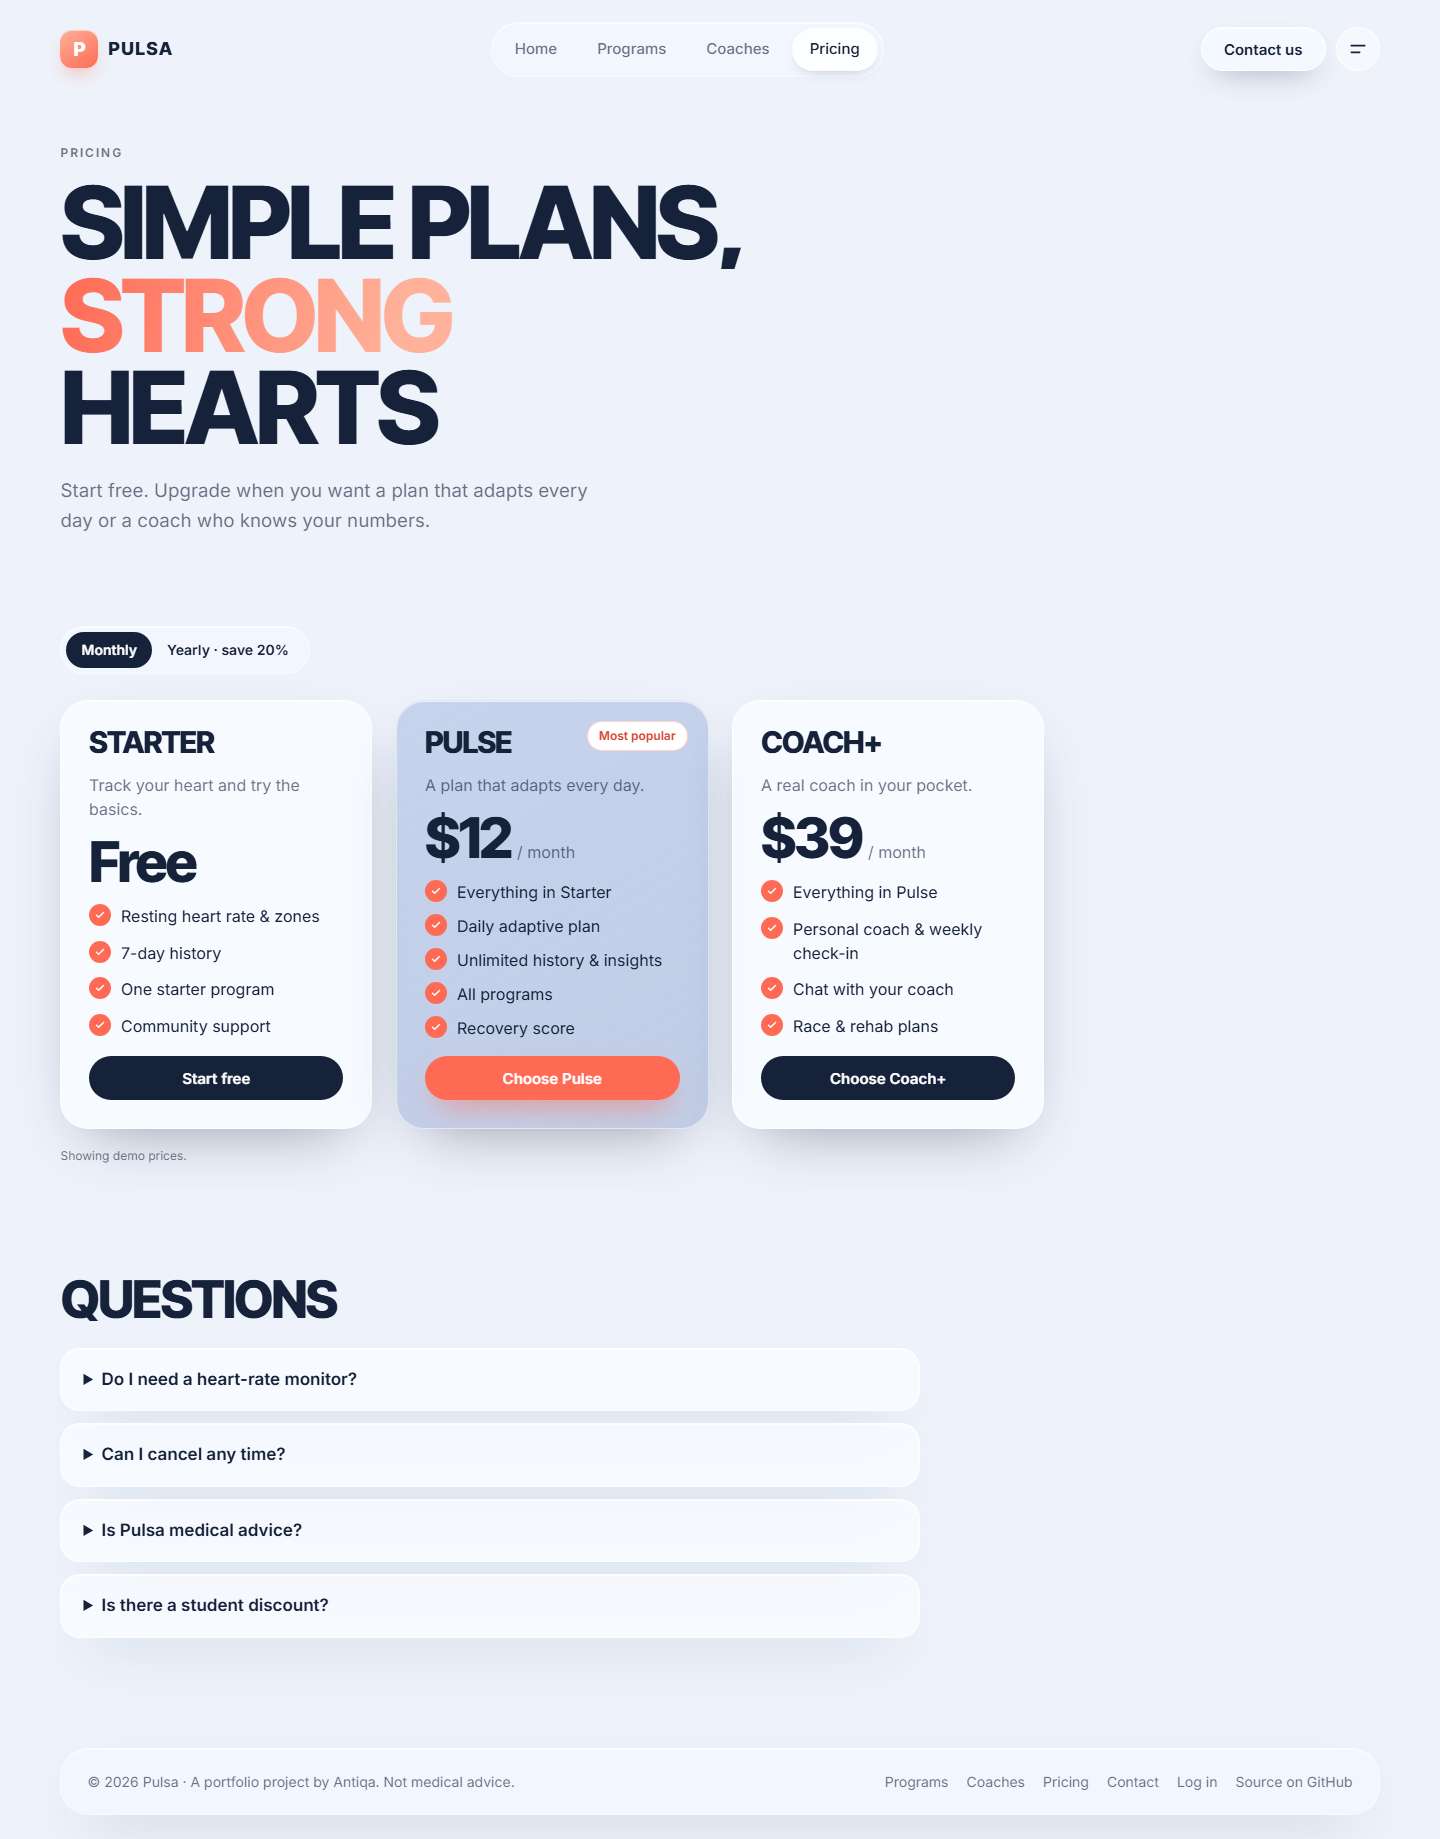 P PULSA
Home Programs Coaches Pricing
Contact us
PRICING
SIMPLE PLANS,
STRONG
HEARTS
Start free. Upgrade when you want a plan that adapts every
day or a coach who knows your numbers.
Monthly Yearly · save 20%
STARTER
Track your heart and try the
basics.
Free
Resting heart rate & zones
7-day history
One starter program
Community support
Start free
PULSE
Most popular
A plan that adapts every day.
$12 / month
Everything in Starter
Daily adaptive plan
Unlimited history & insights
All programs
Recovery score
Choose Pulse
COACH+
A real coach in your pocket.
$39 / month
Everything in Pulse
Personal coach & weekly
check-in
Chat with your coach
Race & rehab plans
Choose Coach+
Showing demo prices.
QUESTIONS
Do I need a heart-rate monitor?
Can I cancel any time?
Is Pulsa medical advice?
Is there a student discount?
© 2026 Pulsa · A portfolio project by Antiqa. Not medical advice.
Programs Coaches Pricing Contact Log in Source on GitHub